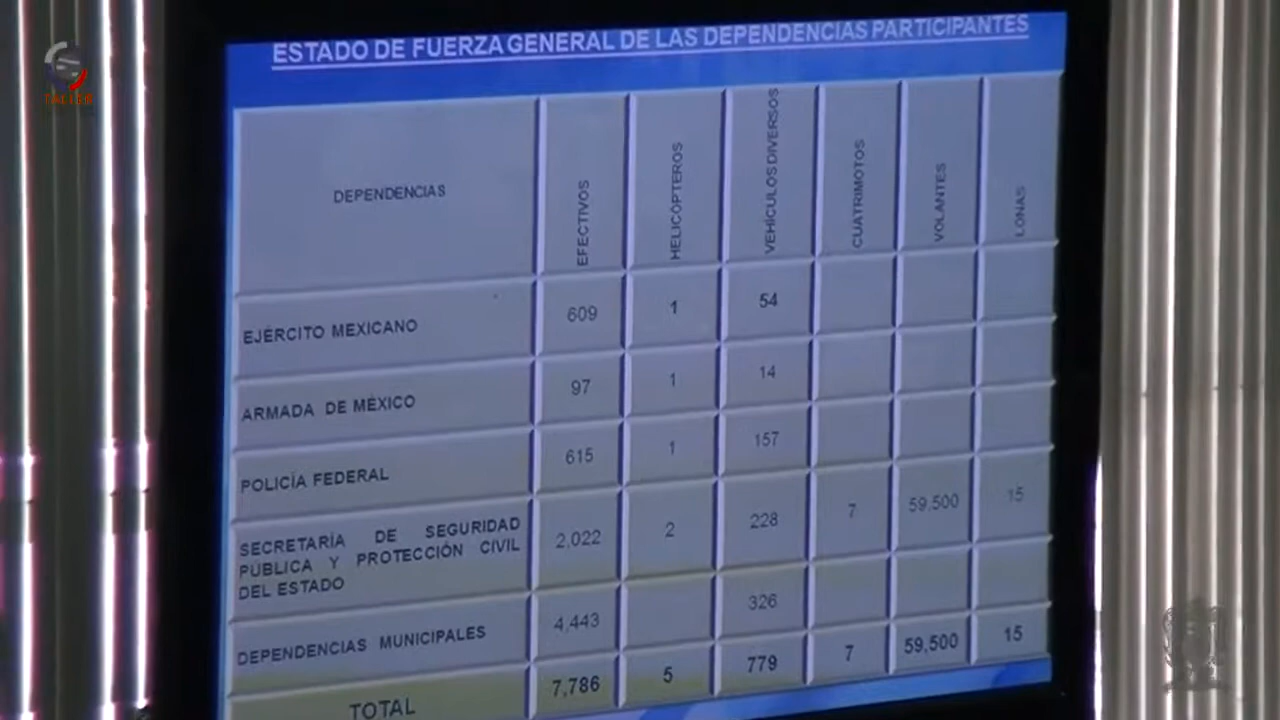 ESTADO DE FUERZA GENERAL DE LAS DEPENDENCIAS PARTICIPANTES
DEPENDENCIAS EFECTIVOS HELICÓPTEROS VEHÍCULOS DIVERSOS CUATRIMOTOS VOLANTES LONAS
EJÉRCITO MEXICANO 609 1 54
ARMADA DE MÉXICO 97 1 14
POLICÍA FEDERAL 615 1 157
SECRETARÍA DE SEGURIDAD
PÚBLICA Y PROTECCIÓN CIVIL
DEL ESTADO 2,022 2 228 7 59,500 15
DEPENDENCIAS MUNICIPALES 4,443 326
TOTAL 7,786 5 779 7 59,500 15